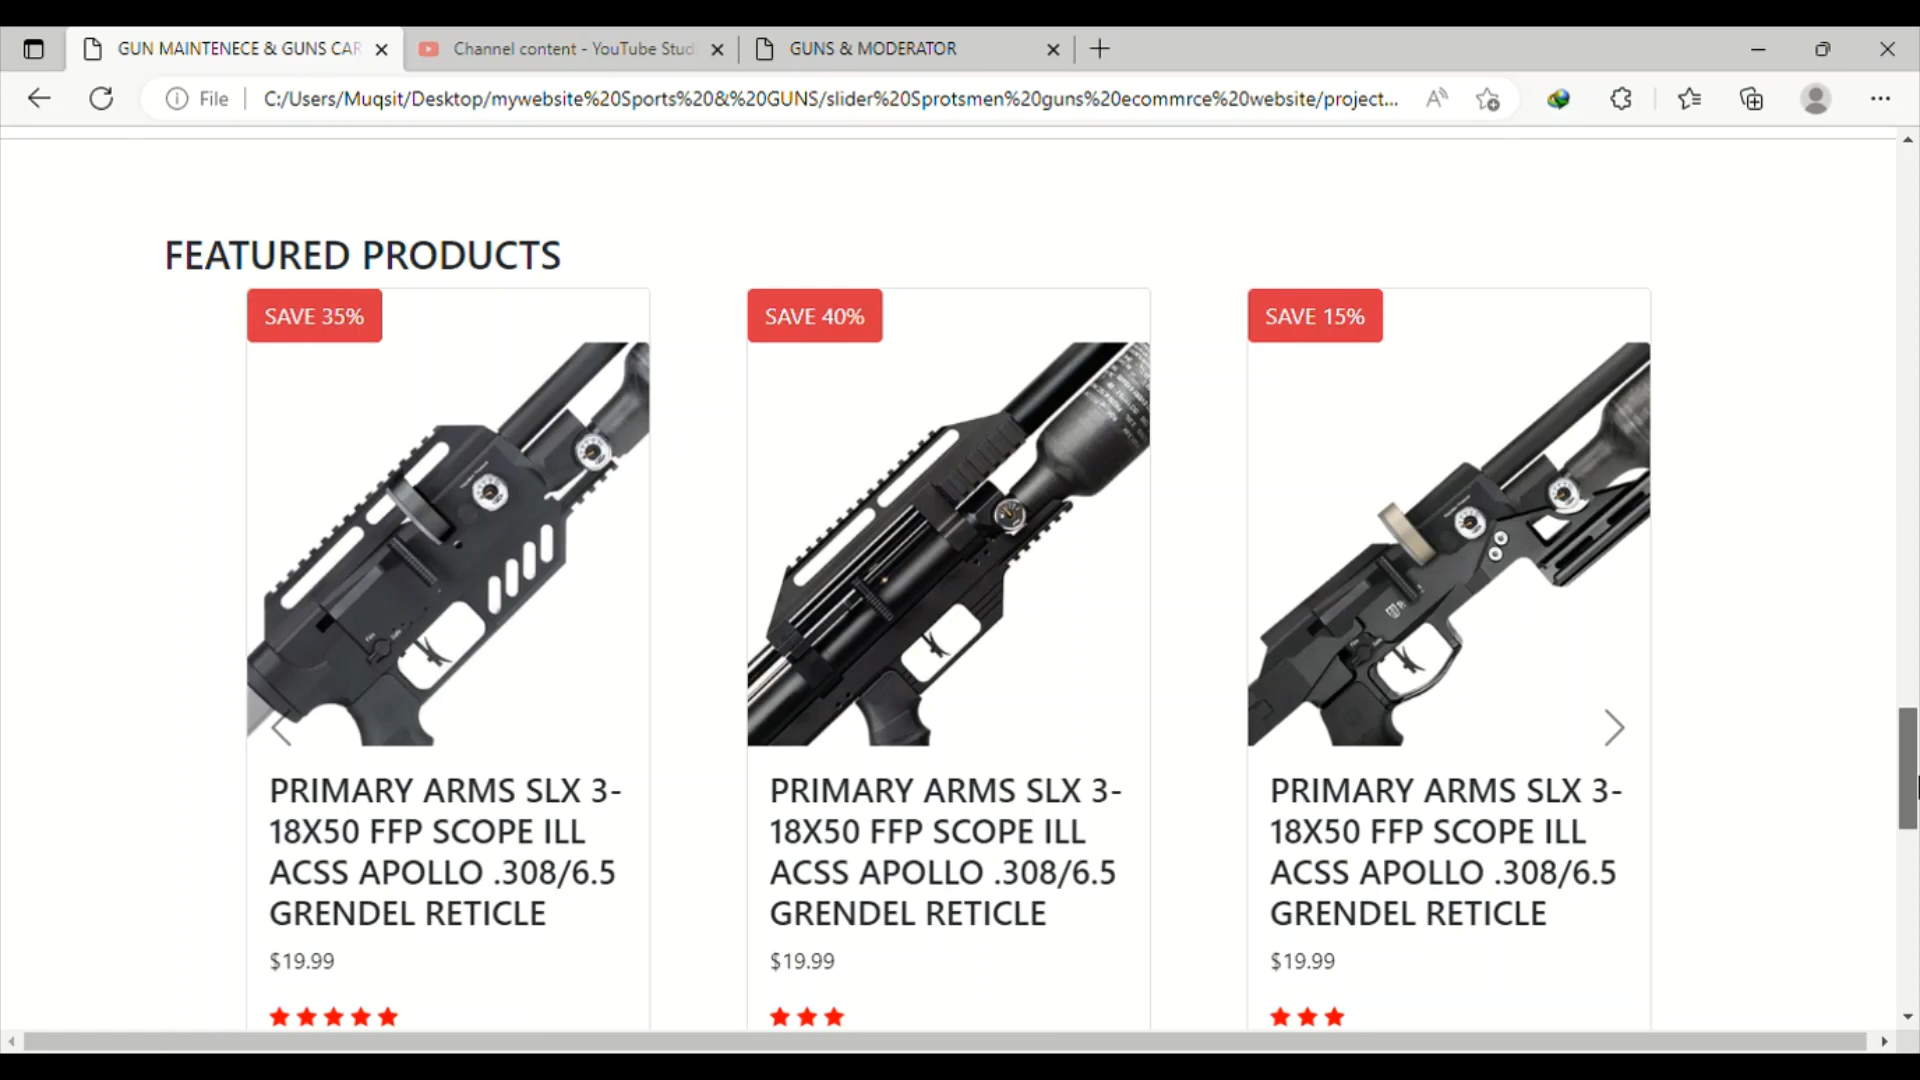 GUN MAINTENECE & GUNS CAR
Channel content - YouTube Stud
GUNS & MODERATOR
File
C:/Users/Muqsit/Desktop/mywebsite%20Sports%20&%20GUNS/slider%20Sprotsmen%20guns%20ecommrce%20website/project...
FEATURED PRODUCTS
SAVE 35%
SAVE 40%
SAVE 15%
PRIMARY ARMS SLX 3-
18X50 FFP SCOPE ILL
ACSS APOLLO .308/6.5
GRENDEL RETICLE
$19.99
PRIMARY ARMS SLX 3-
18X50 FFP SCOPE ILL
ACSS APOLLO .308/6.5
GRENDEL RETICLE
$19.99
PRIMARY ARMS SLX 3-
18X50 FFP SCOPE ILL
ACSS APOLLO .308/6.5
GRENDEL RETICLE
$19.99